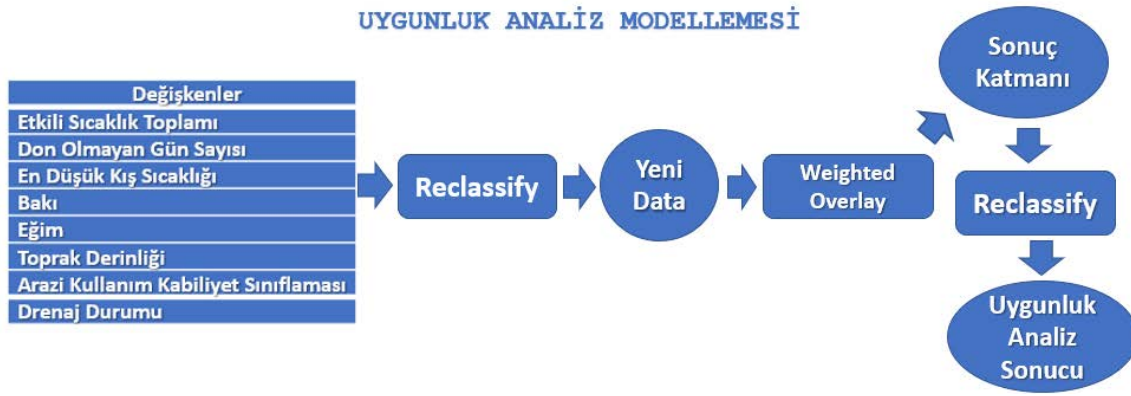 UYGUNLUK ANALİZ MODELLEMESİ
Değişkenler
Etkili Sıcaklık Toplamı
Don Olmayan Gün Sayısı
En Düşük Kış Sıcaklığı
Bakı
Eğim
Toprak Derinliği
Arazi Kullanım Kabiliyet Sınıflaması
Drenaj Durumu
Reclassify
Yeni
Data
Weighted
Overlay
Sonuç
Katmanı
Reclassify
Uygunluk
Analiz
Sonucu